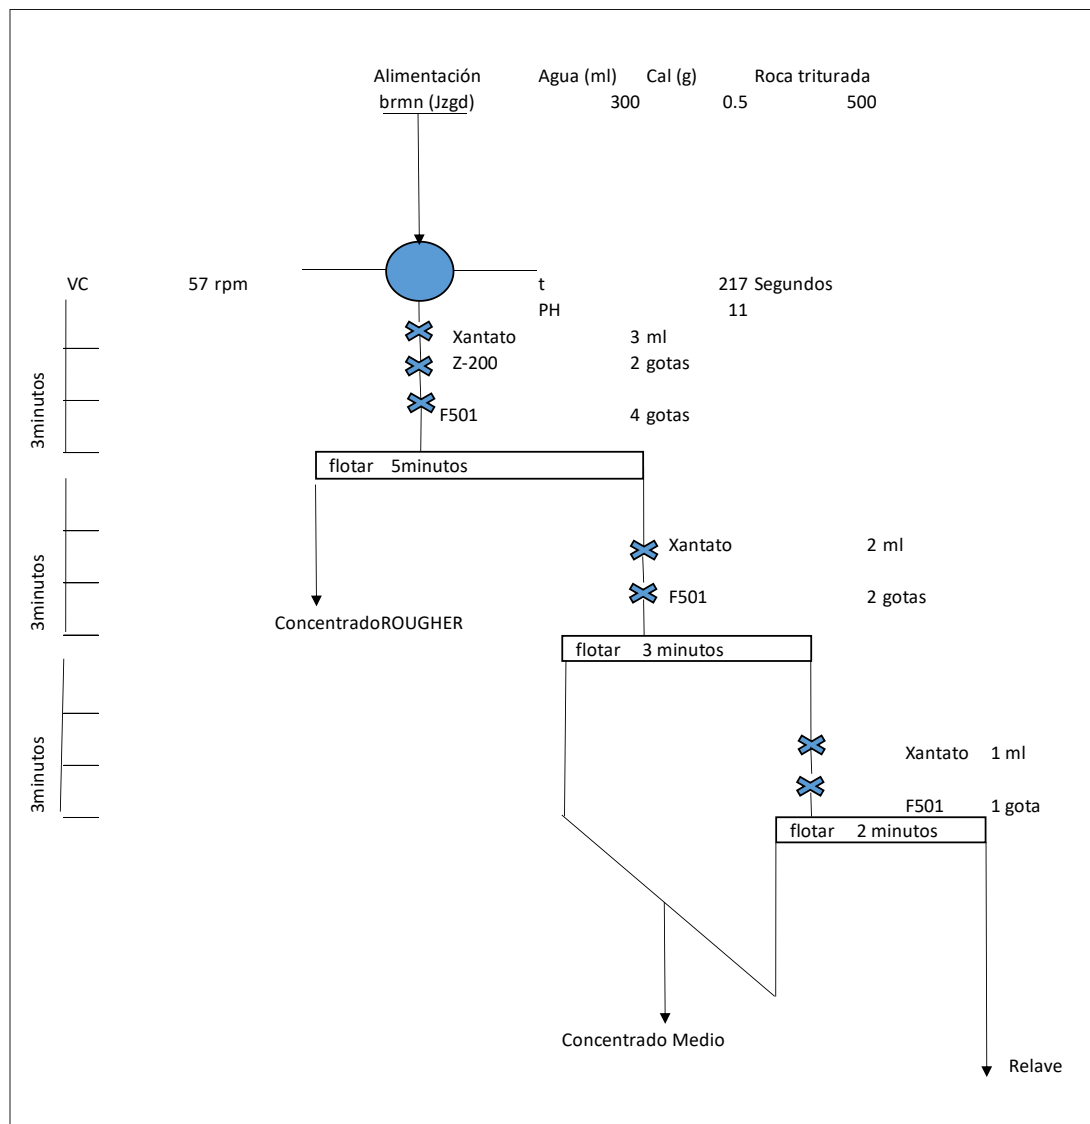 Alimentación Agua (ml) Cal (g) Roca triturada
brmn (Jzgd) 300 0.5 500
VC 57 rpm t 217 Segundos
PH 11
Xantato 3 ml
Z-200 2 gotas
3minutos
F501 4 gotas
flotar 5minutos
Xantato 2 ml
3minutos
F501 2 gotas
ConcentradoROUGHER
flotar 3 minutos
Xantato 1 ml
3minutos
F501 1 gota
flotar 2 minutos
Concentrado Medio
Relave